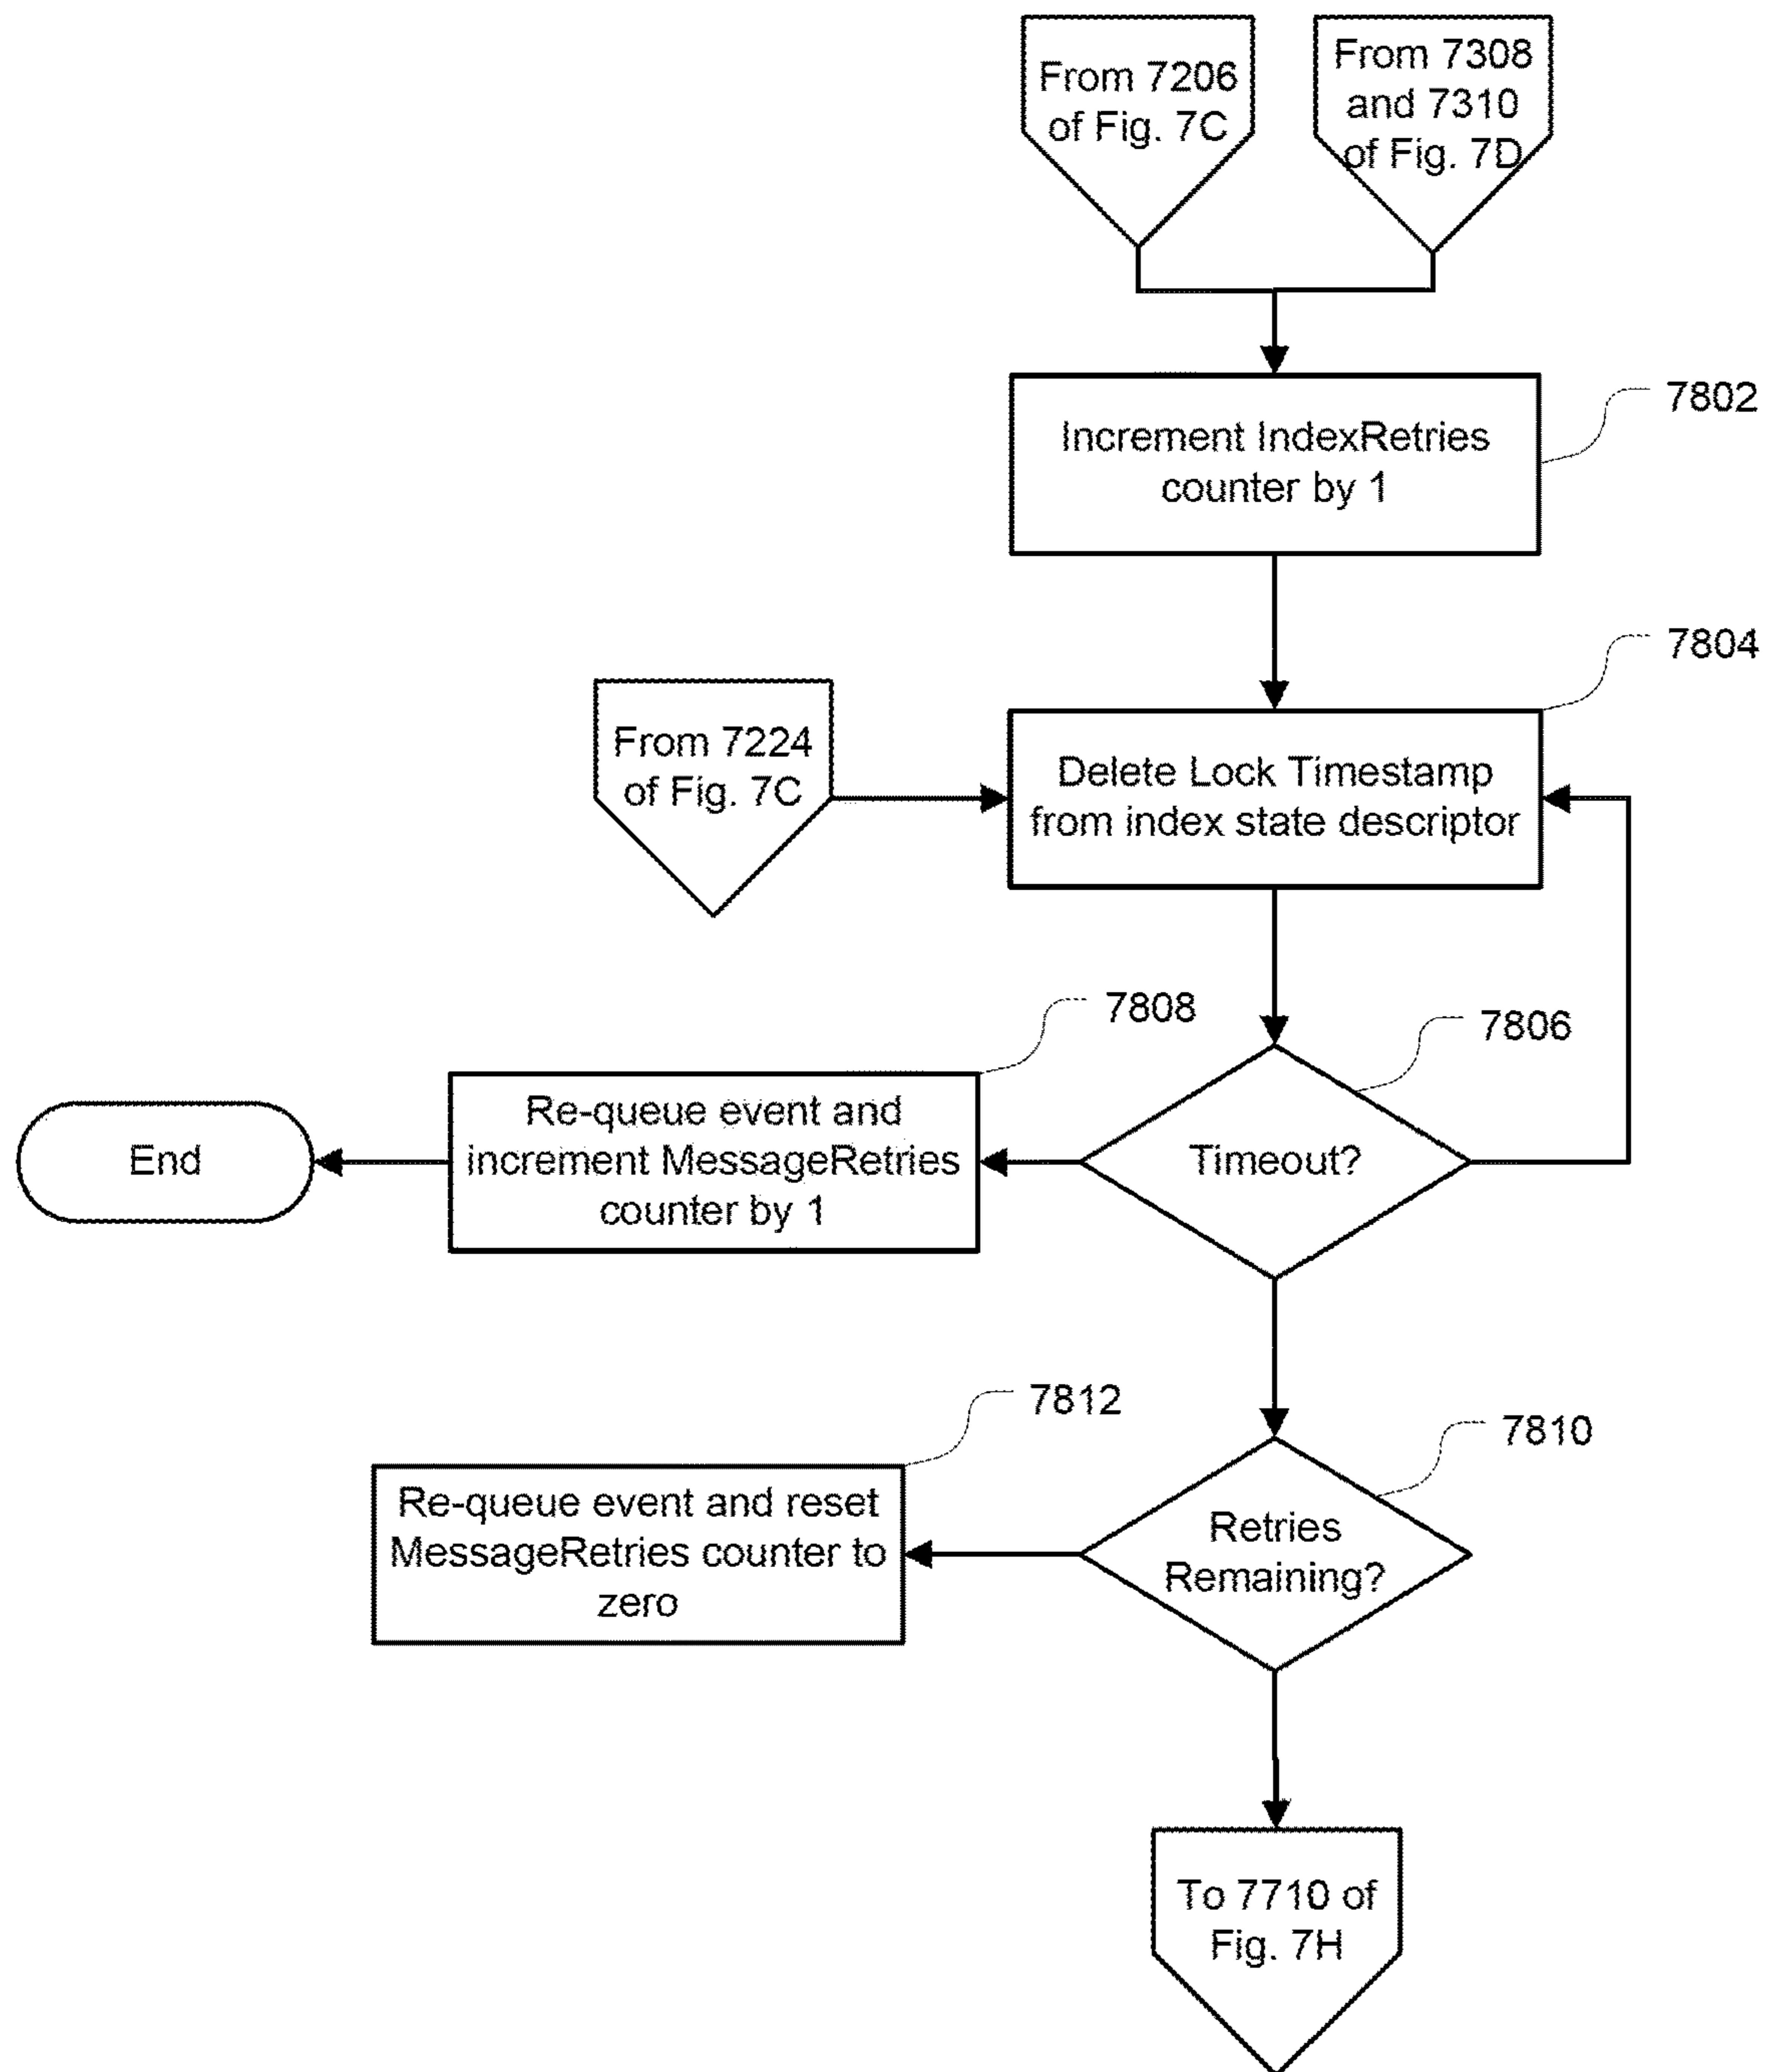 From 7206
of Fig. 7C
From 7308
and 7310
of Fig. 7D
Increment IndexRetries
counter by 1
7802
7804
From 7224
of Fig. 7C
Delete Lock Timestamp
from index state descriptor
7808
7806
End
Re-queue event and
increment MessageRetries
counter by 1
Timeout?
7812
7810
Re-queue event and reset
MessageRetries counter to
zero
Retries
Remaining?
To 7710 of
Fig. 7H